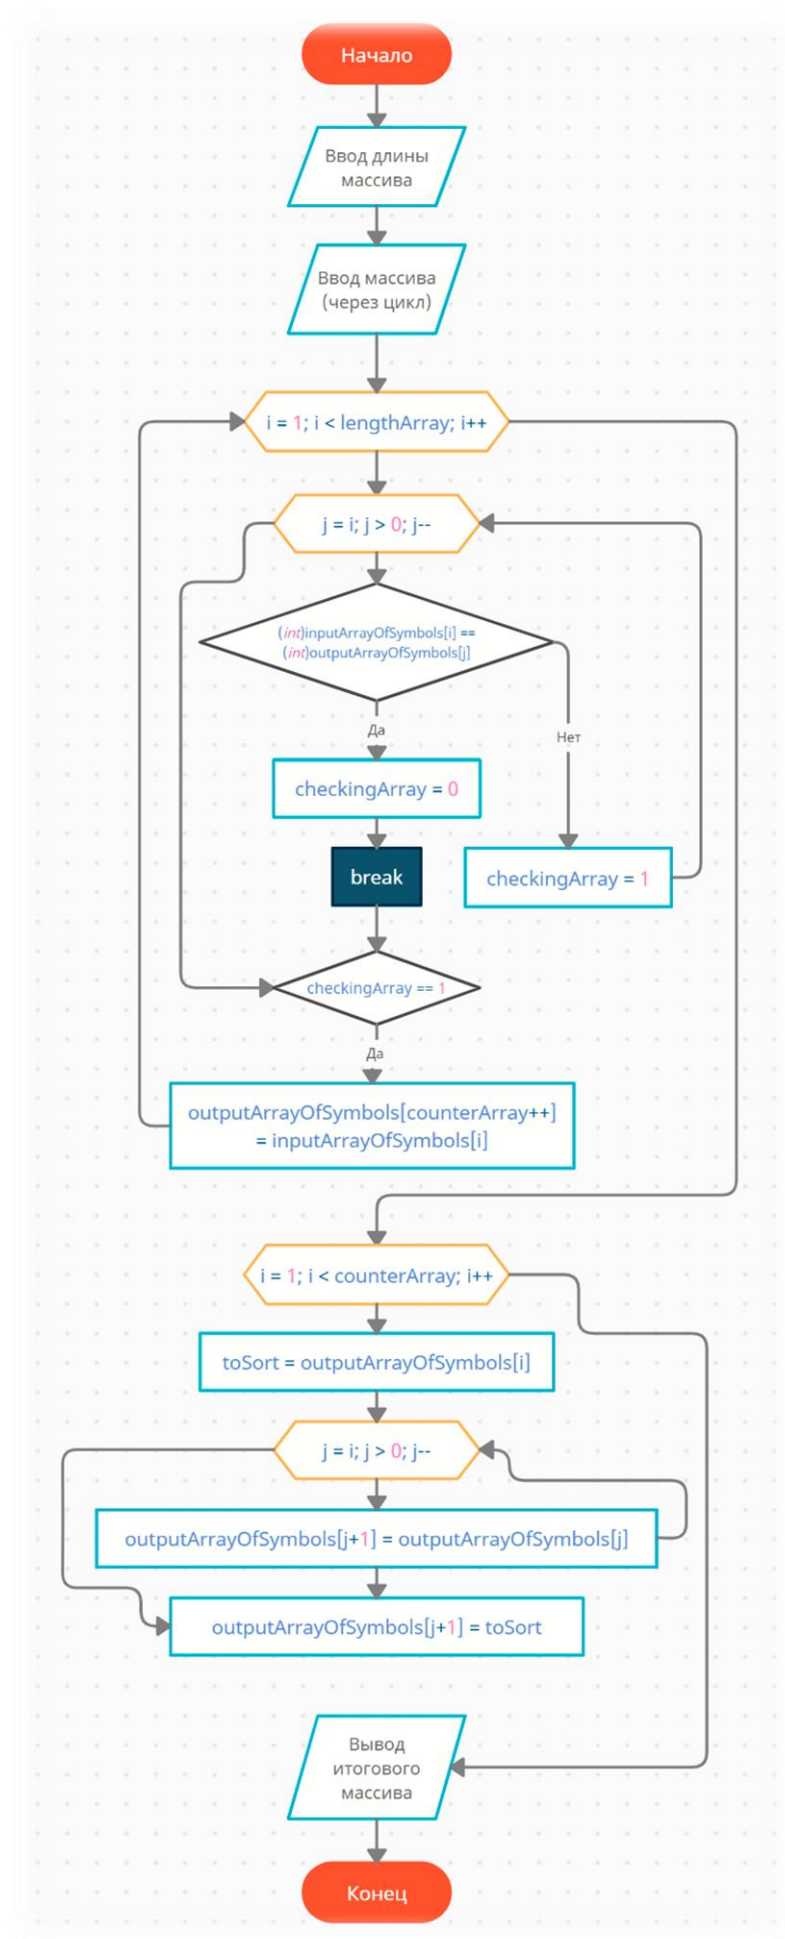 Начало
Ввод длины
массива
Ввод массива
(через цикл)
i = 1; i < lengthArray; i++
j = i; j > 0; j--
(int)inputArrayOfSymbols[i] ==
(int)outputArrayOfSymbols[j]
Да
Нет
checkingArray = 0
break
checkingArray = 1
checkingArray == 1
Да
outputArrayOfSymbols[counterArray++]
= inputArrayOfSymbols[i]
i = 1; i < counterArray; i++
toSort = outputArrayOfSymbols[i]
j = i; j > 0; j--
outputArrayOfSymbols[j+1] = outputArrayOfSymbols[j]
outputArrayOfSymbols[j+1] = toSort
Вывод
итогового
массива
Конец